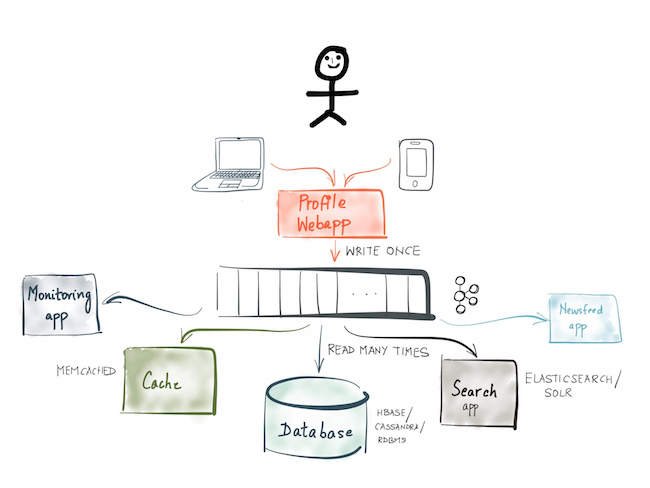 Profile
Webapp
WRITE ONCE
Monitoring
app
Newsfeed
app
READ MANY TIMES
MEMCACHED
Cache
Database
HBASE/
CASSANDRA/
RDBMS
Search
app
ELASTICSEARCH/
SOLR
. . . .